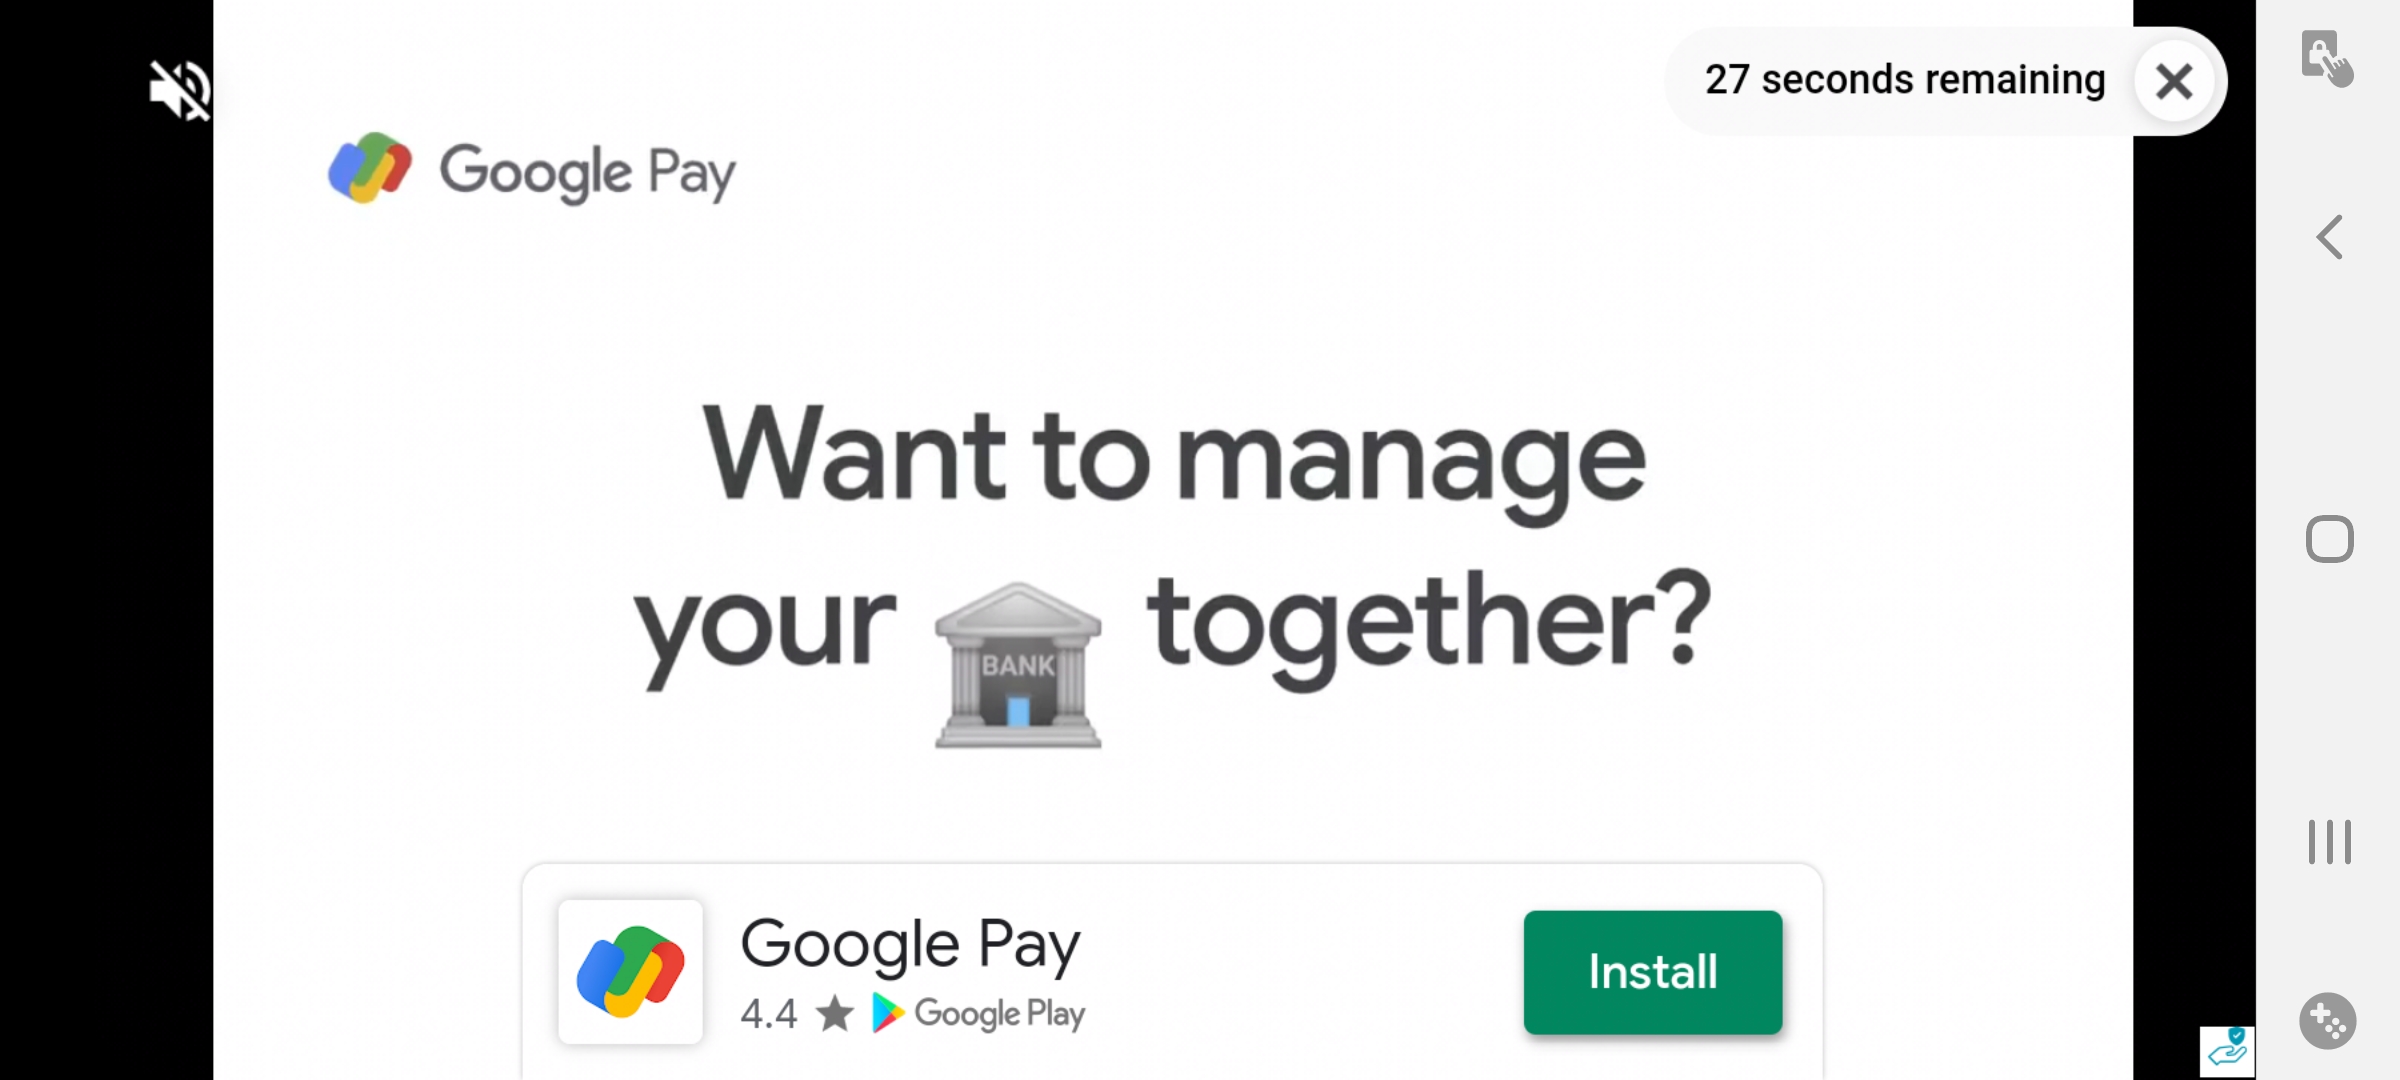 27 seconds remaining
Google Pay
Want to manage
your BANK together?
Google Pay
4.4 Google Play
Install